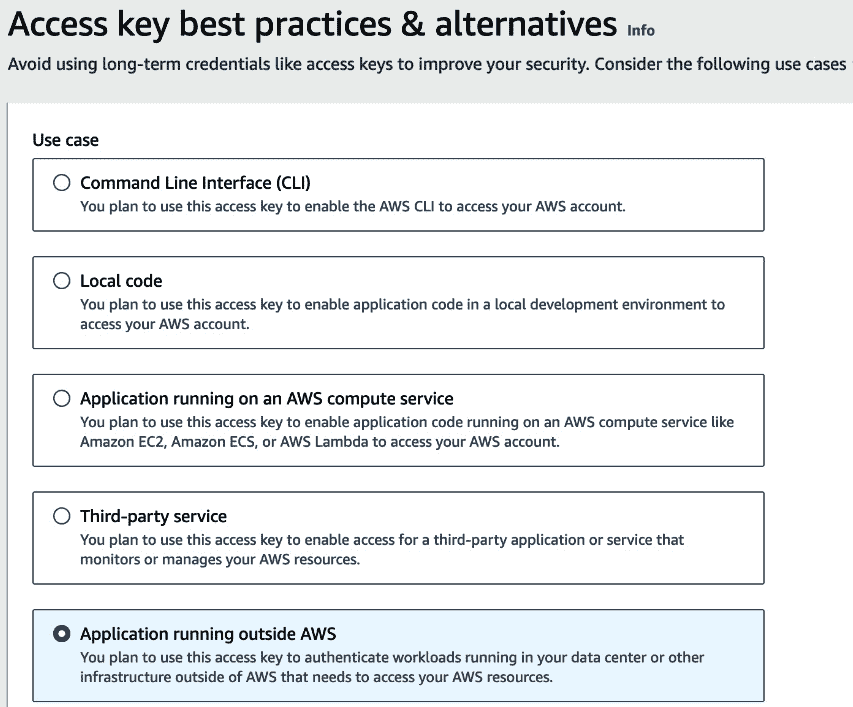 Access key best practices & alternatives Info
Avoid using long-term credentials like access keys to improve your security. Consider the following use cases
Use case
Command Line Interface (CLI)
You plan to use this access key to enable the AWS CLI to access your AWS account.
Local code
You plan to use this access key to enable application code in a local development environment to
access your AWS account.
Application running on an AWS compute service
You plan to use this access key to enable application code running on an AWS compute service like
Amazon EC2, Amazon ECS, or AWS Lambda to access your AWS account.
Third-party service
You plan to use this access key to enable access for a third-party application or service that
monitors or manages your AWS resources.
Application running outside AWS
You plan to use this access key to authenticate workloads running in your data center or other
infrastructure outside of AWS that needs to access your AWS resources.